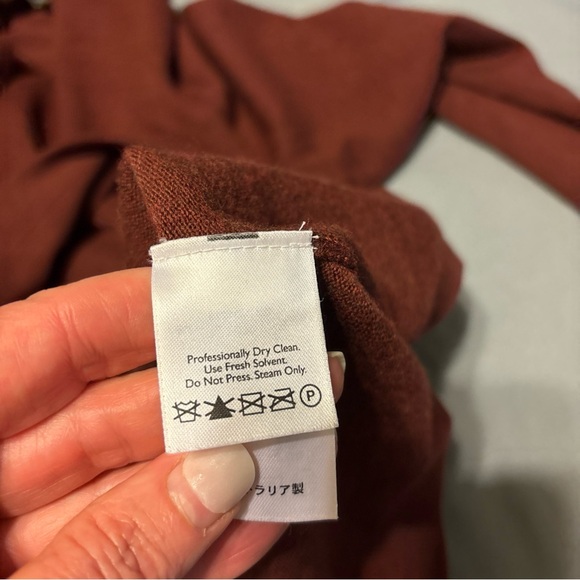 Professionally Dry Clean.
Use Fresh Solvent.
Do Not Press. Steam Only.
P
ラリア製